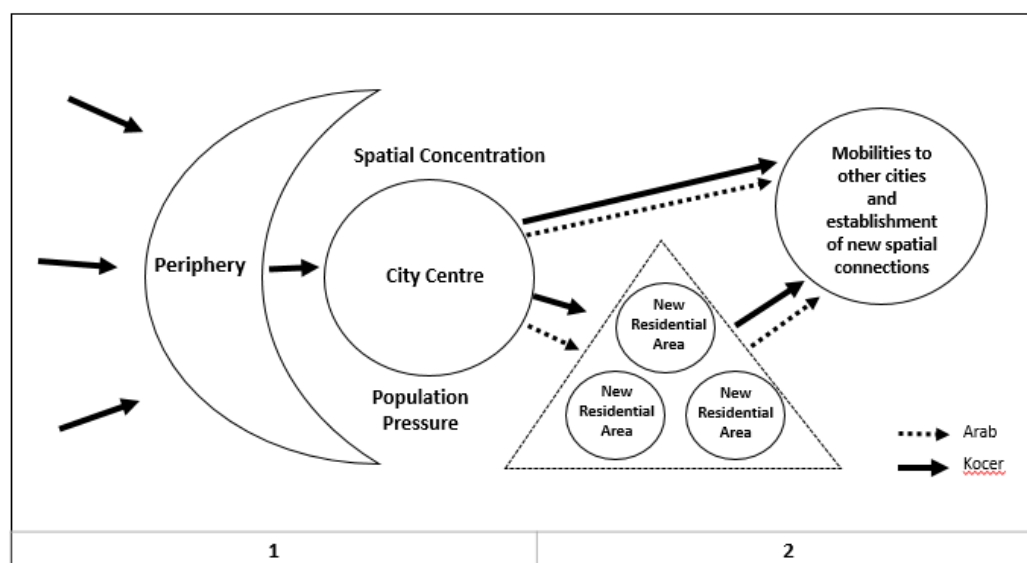 Spatial Concentration
Periphery
City Centre
Population
Pressure
Mobilities to
other cities
and
establishment
of new spatial
connections
New
Residential
Area
New
Residential
Area
New
Residential
Area
Arab
Kocer
1
2